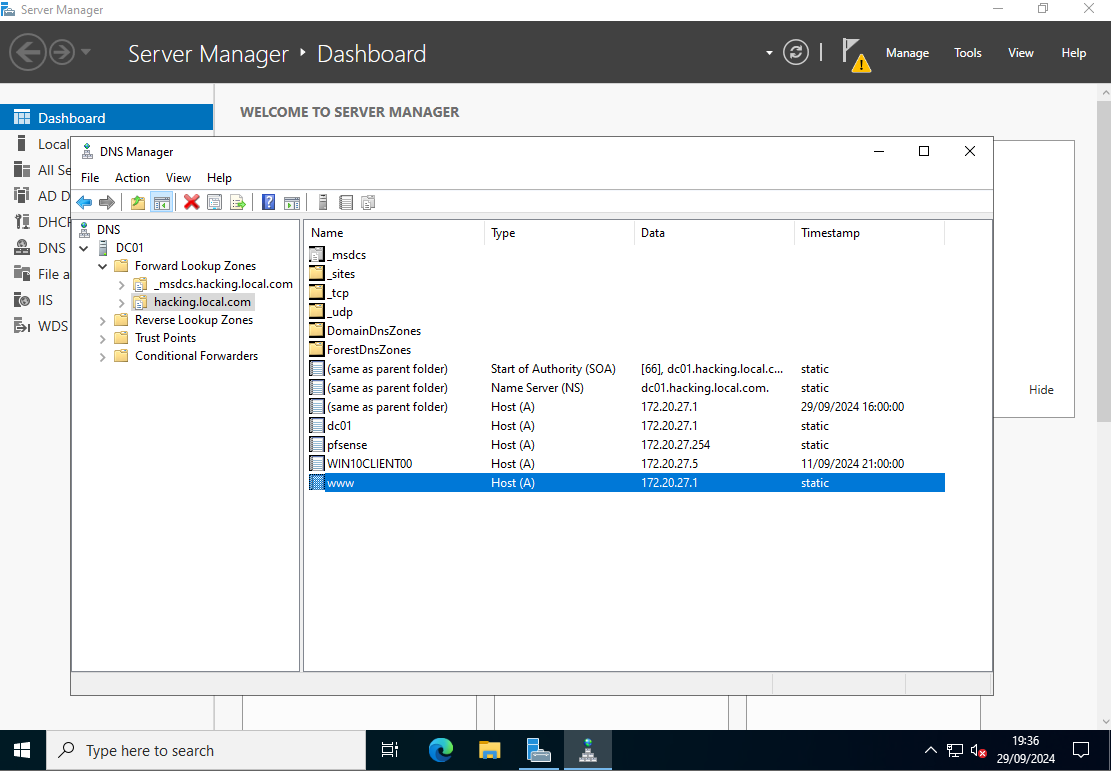 Server Manager
Server Manager ‣ Dashboard
Manage Tools View Help
Dashboard
WELCOME TO SERVER MANAGER
Local
All Se
AD D
DHCP
DNS
File a
IIS
WDS
DNS Manager
File Action View Help
DNS
DC01
Forward Lookup Zones
_msdcs.hacking.local.com
hacking.local.com
Reverse Lookup Zones
Trust Points
Conditional Forwarders
Name Type Data Timestamp
_msdcs
_sites
_tcp
_udp
DomainDnsZones
ForestDnsZones
(same as parent folder) Start of Authority (SOA) [66], dc01.hacking.local.c... static
(same as parent folder) Name Server (NS) dc01.hacking.local.com. static
(same as parent folder) Host (A) 172.20.27.1 29/09/2024 16:00:00
dc01 Host (A) 172.20.27.1 static
pfsense Host (A) 172.20.27.254 static
WIN10CLIENT00 Host (A) 172.20.27.5 11/09/2024 21:00:00
www Host (A) 172.20.27.1 static
Hide
Type here to search
19:36
29/09/2024